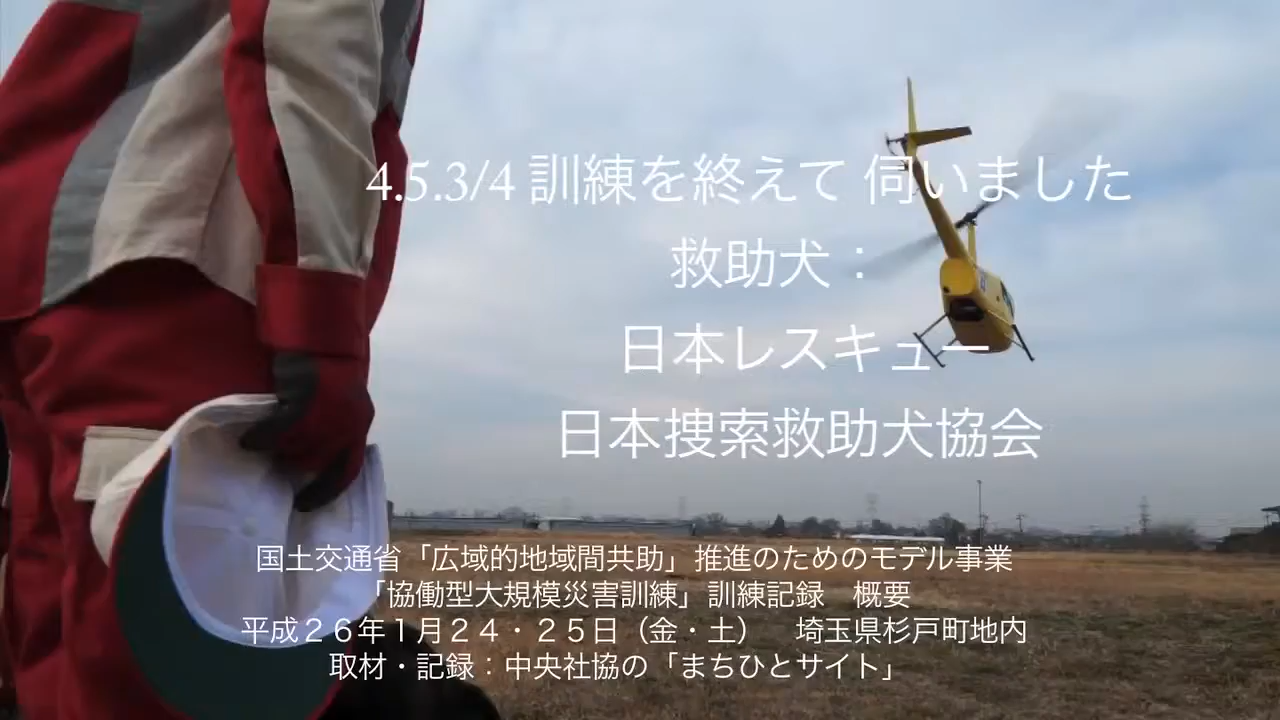 4.5.3/4 訓練を終えて 伺いました
救助犬：
日本レスキュー
日本捜索救助犬協会
国土交通省「広域的地域間共助」推進のためのモデル事業
「協働型大規模災害訓練」訓練記録　概要
平成２６年１月２４・２５日（金・土）　埼玉県杉戸町地内
取材・記録：中央社協の「まちひとサイト」